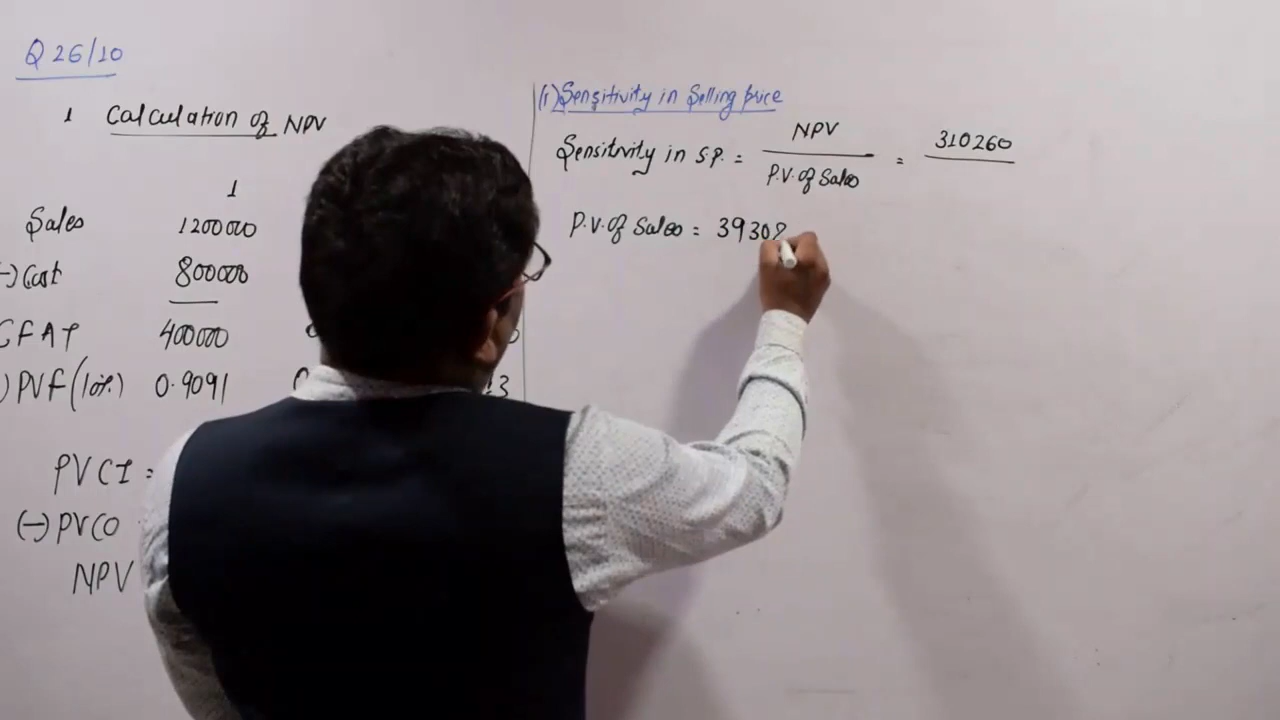 Q 26/10
1 Calculation of NPV
1
Sales 1200000
(-) Cost 800000
CFAT 400000
PVF (10%) 0.9091
PVCI =
(-) PVCO
NPV
(i) Sensitivity in Selling price
Sensitivity in S.P. = NPV / P.V. of Sales = 310260
P.V. of Sales = 39308